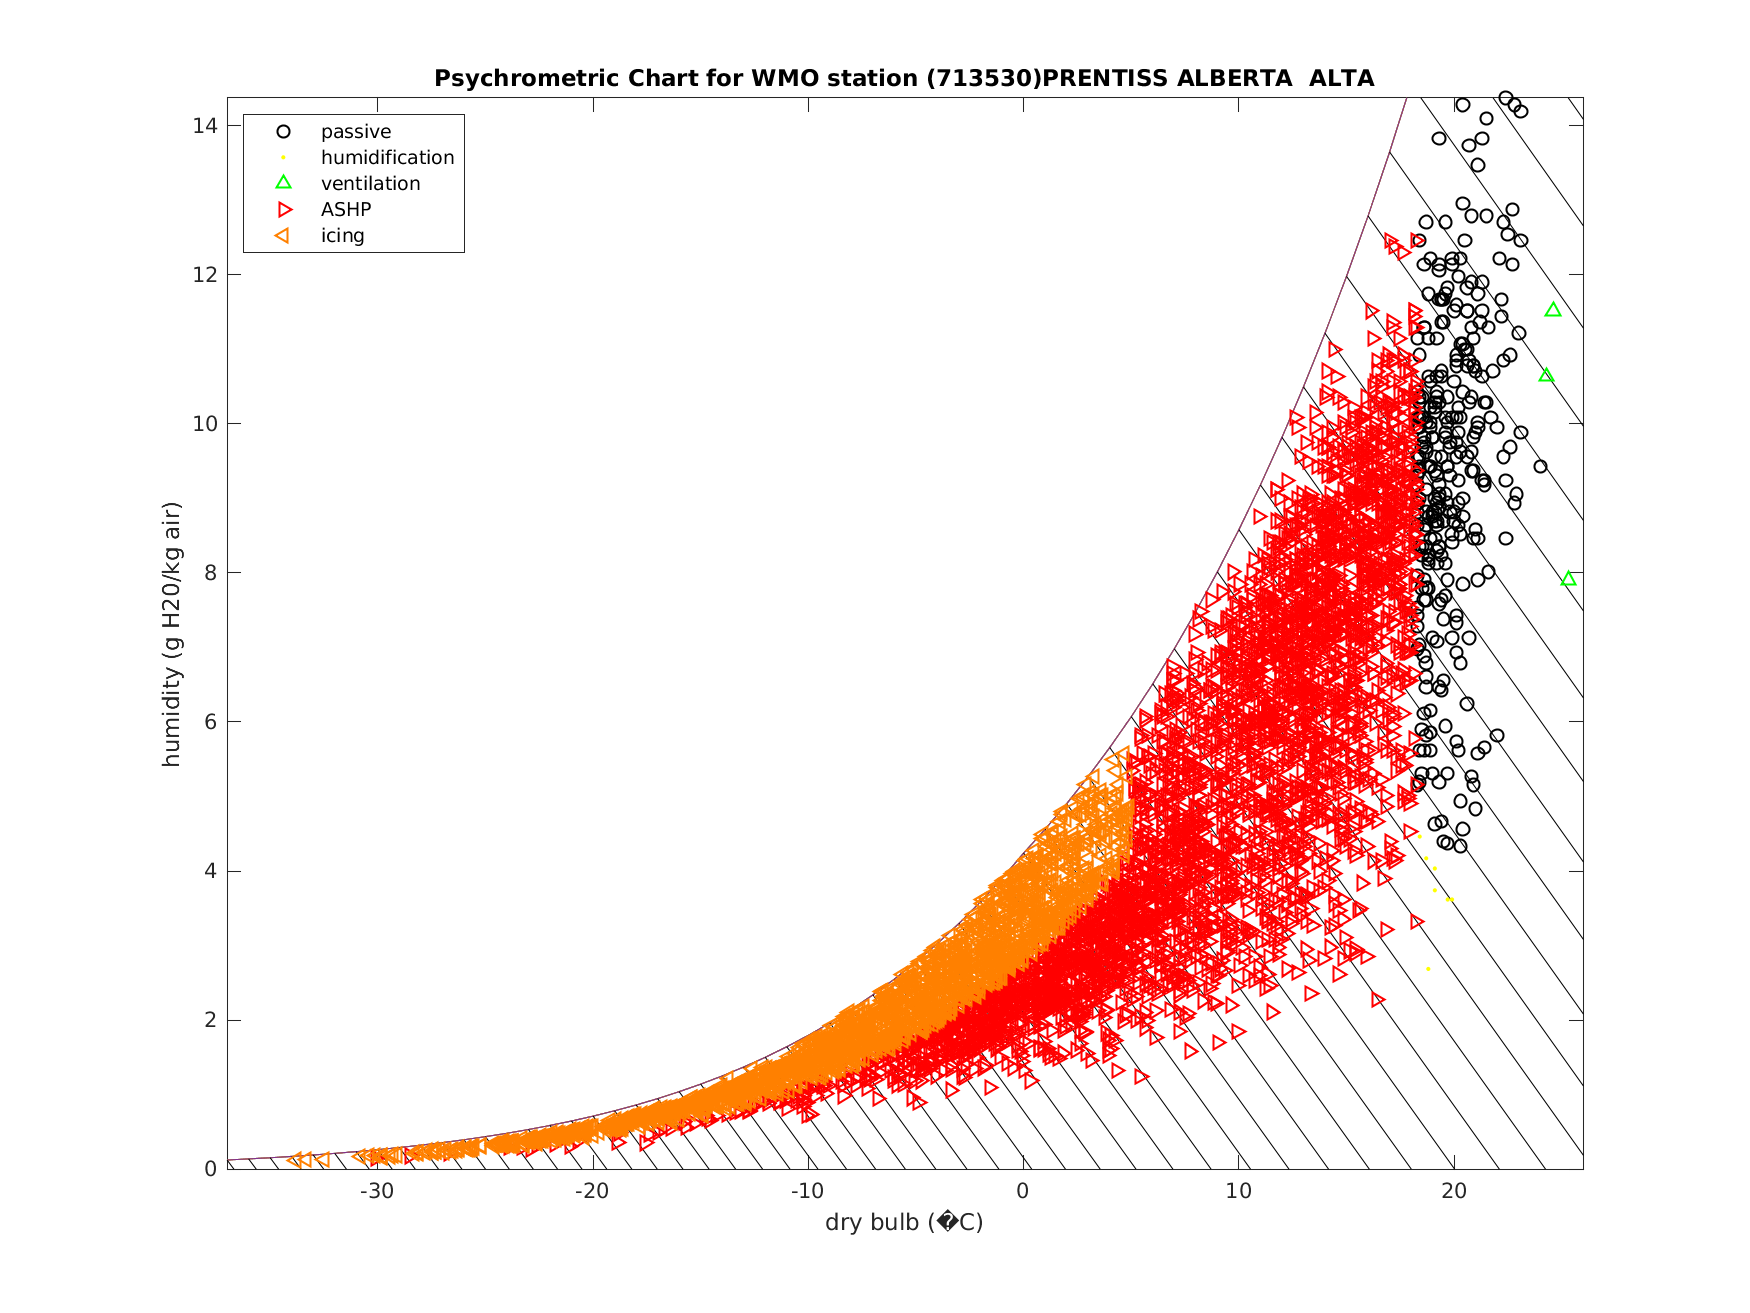 Psychrometric Chart for WMO station (713530)PRENTISS ALBERTA  ALTA
passive
humidification
ventilation
ASHP
icing
humidity (g H20/kg air)
14
12
10
8
6
4
2
0
-30
-20
-10
0
10
20
dry bulb (�C)